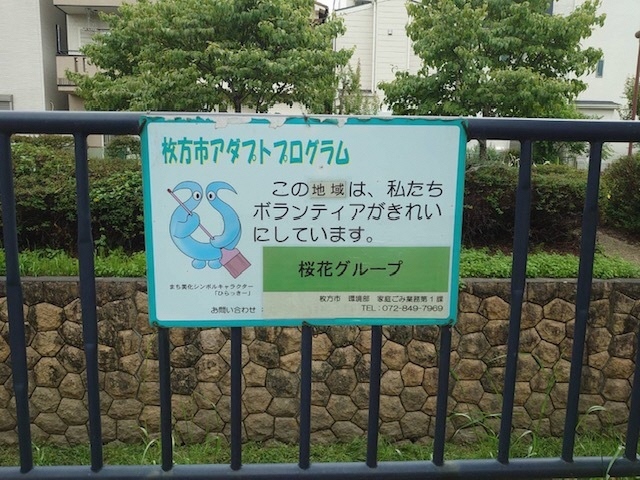 枚方市アダプトプログラム
この地域は、私たち
ボランティアがきれい
にしています。
桜花グループ
まち美化シンボルキャラクター
「ひらっきー」
お問い合わせ
枚方市 環境部 家庭ごみ業務第1課
TEL:072-849-7969